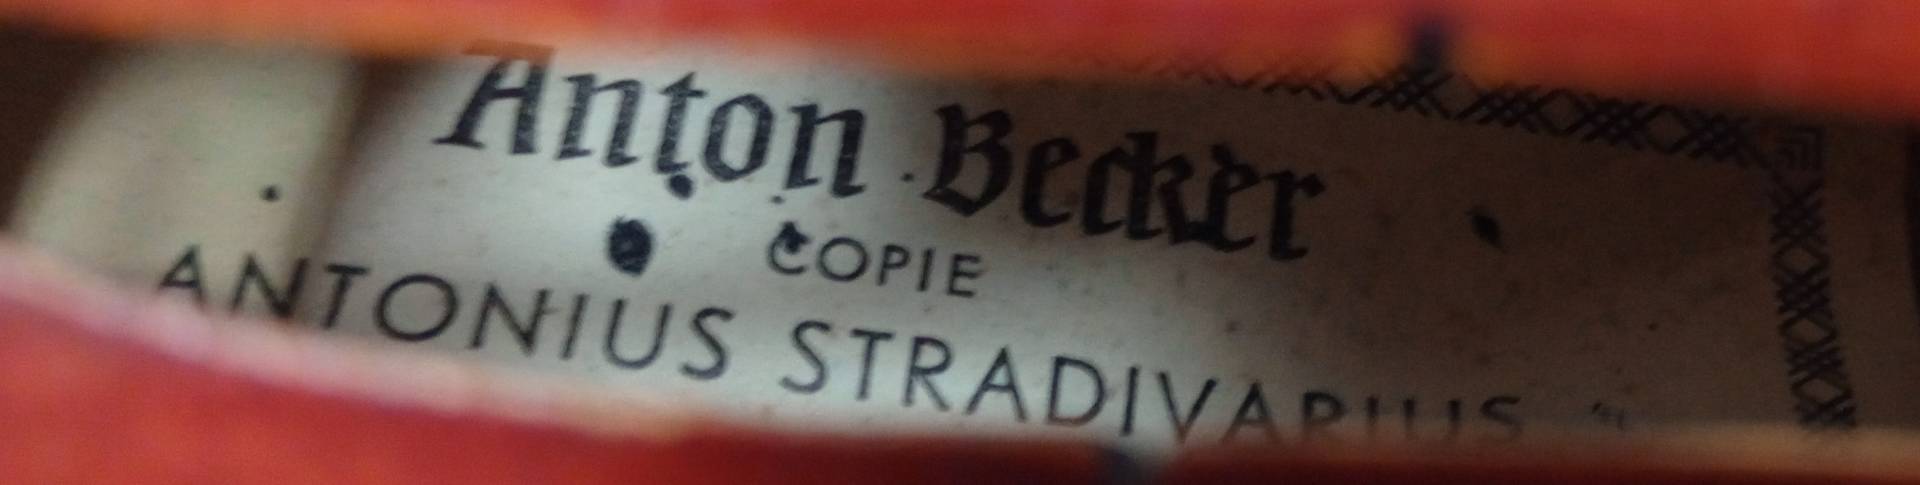 Anton Becker
COPIE
ANTONIUS STRADIVARIUS